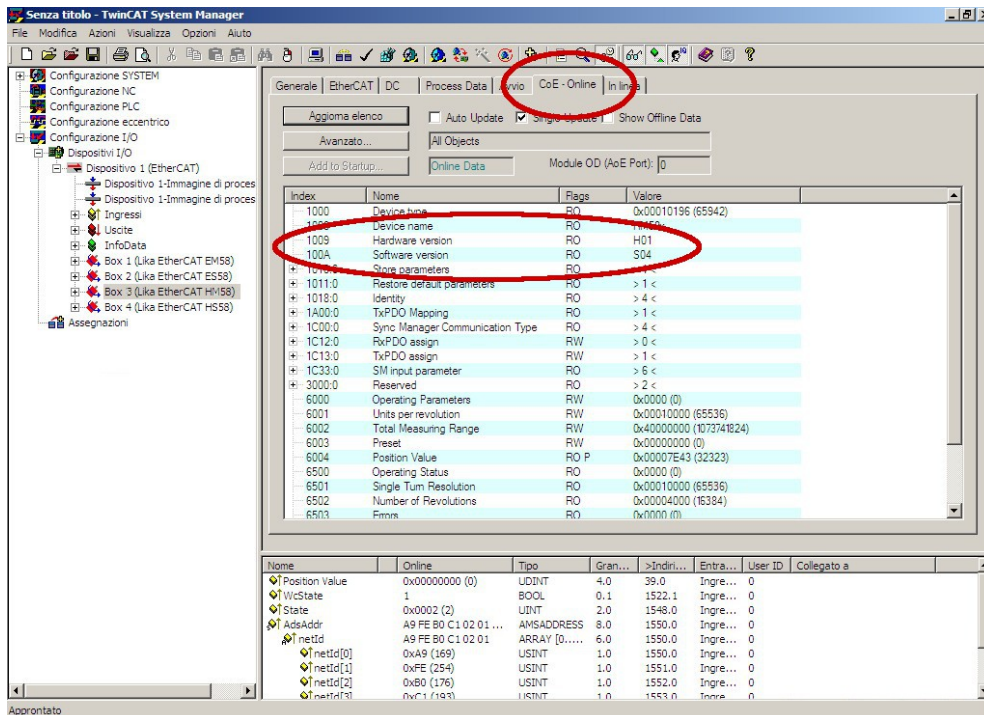 Senza titolo - TwinCAT System Manager
File Modifica Azioni Visualizza Opzioni Aiuto
Configurazione SYSTEM
Configurazione NC
Configurazione PLC
Configurazione eccentrico
Configurazione I/O
Dispositivi I/O
Dispositivo 1 (EtherCAT)
Dispositivo 1-Immagine di proces
Dispositivo 1-Immagine di proces
Ingressi
Uscite
InfoData
Box 1 (Lika EtherCAT EM58)
Box 2 (Lika EtherCAT ES58)
Box 3 (Lika EtherCAT HM58)
Box 4 (Lika EtherCAT HS58)
Assegnazioni
Generale EtherCAT DC Process Data Avvio CoE - Online In linea
Aggiorna elenco Auto Update Single Update Show Offline Data
Avanzato... All Objects
Add to Startup... Online Data Module OD (AoE Port): 0
Index Name Flags Valore
1000 Device type RO 0x00010196 (65942)
Device name RO
1009 Hardware version RO H01
100A Software version RO S04
Store parameters RO
1011:0 Restore default parameters RO > 1 <
1018:0 Identity RO > 4 <
1A00:0 TxPDO Mapping RO > 1 <
1C00:0 Sync Manager Communication Type RO > 4 <
1C12:0 RxPDO assign RW > 0 <
1C13:0 TxPDO assign RW > 1 <
1C33:0 SM input parameter RO > 6 <
3000:0 Reserved RO > 2 <
6000 Operating Parameters RW 0x0000 (0)
6001 Units per revolution RW 0x00010000 (65536)
6002 Total Measuring Range RW 0x40000000 (1073741824)
6003 Preset RW 0x00000000 (0)
6004 Position Value RO P 0x00007E43 (32323)
6500 Operating Status RO 0x0000 (0)
6501 Single Turn Resolution RO 0x00010000 (65536)
6502 Number of Revolutions RO 0x00004000 (16384)
6503 Errors RO 0x0000 (0)
Name Online Tipo Gran... >Indiri... Entra... User ID Collegato a
Position Value 0x00000000 (0) UDINT 4.0 39.0 Ingre... 0
WcState 1 BOOL 0.1 1522.1 Ingre... 0
State 0x0002 (2) UINT 2.0 1548.0 Ingre... 0
AdsAddr A9 FE B0 C1 02 01 ... AMSADDRESS 8.0 1550.0 Ingre... 0
netId A9 FE B0 C1 02 01 ARRAY [0.... 6.0 1550.0 Ingre... 0
netId[0] 0xA9 (169) USINT 1.0 1550.0 Ingre... 0
netId[1] 0xFE (254) USINT 1.0 1551.0 Ingre... 0
netId[2] 0xB0 (176) USINT 1.0 1552.0 Ingre... 0
netId[3] 0xC1 (193) USINT 1.0 1553.0 Ingre... 0
Approntato